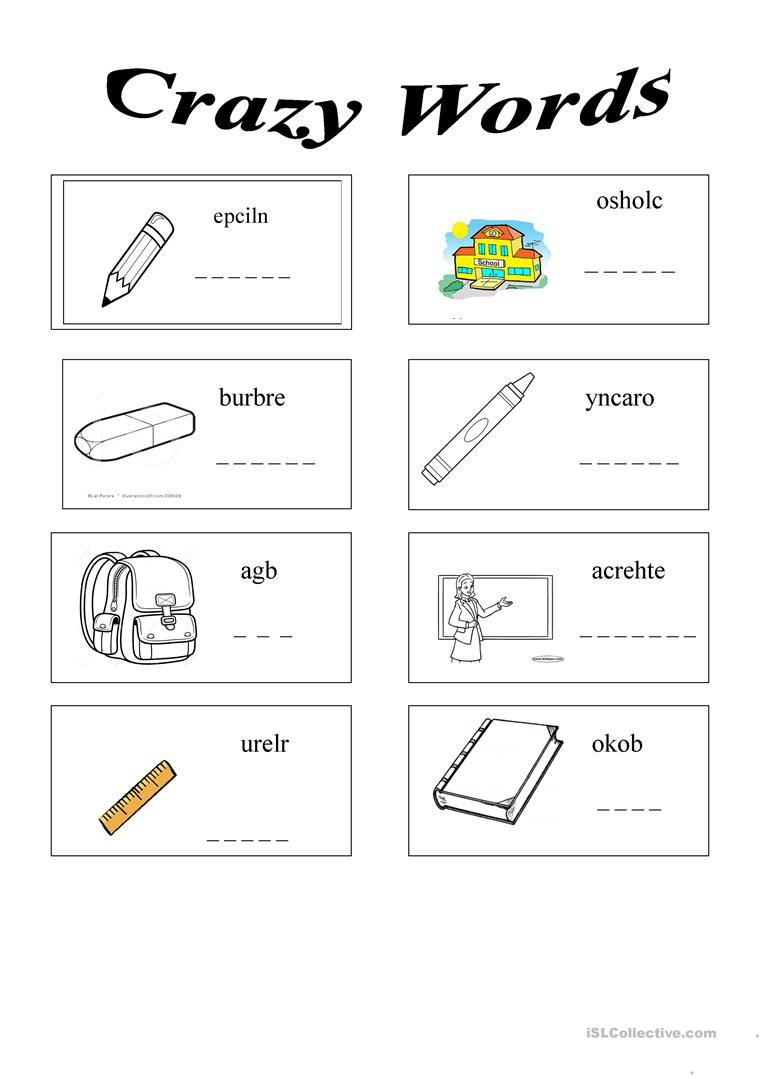 Crazy Words
epciln
_ _ _ _ _ _
osholc
School
_ _ _ _ _
burbre
_ _ _ _ _ _
yncaro
_ _ _ _ _ _
agb
_ _ _
acrehte
_ _ _ _ _ _ _
urelr
_ _ _ _ _
okob
_ _ _ _
iSLCollective.com